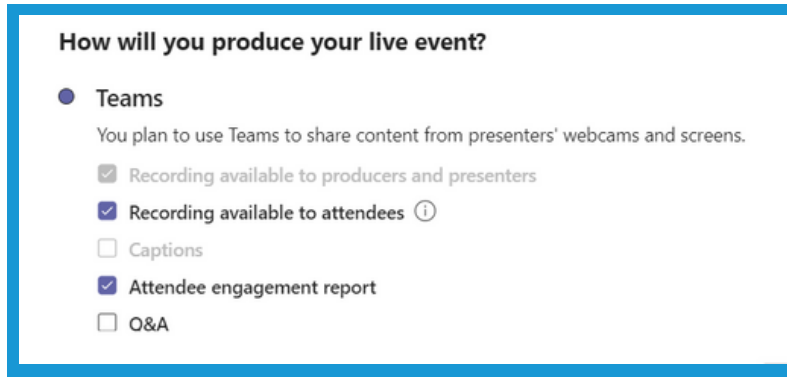 How will you produce your live event?
Teams
You plan to use Teams to share content from presenters' webcams and screens.
Recording available to producers and presenters
Recording available to attendees
Captions
Attendee engagement report
Q&A